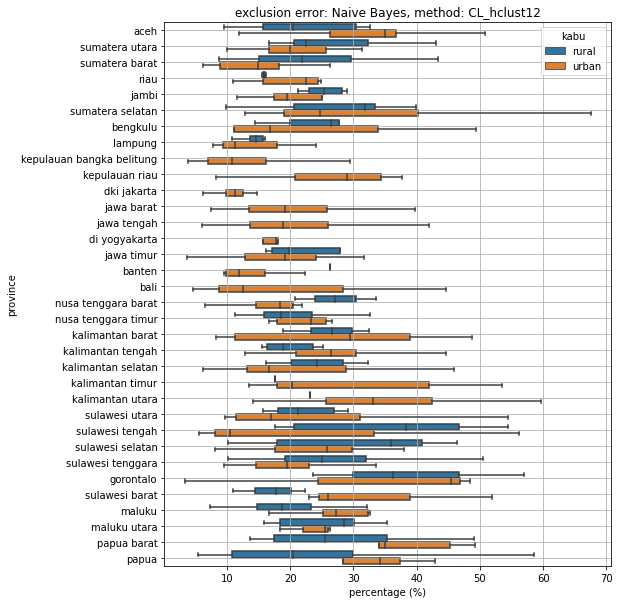 exclusion error: Naive Bayes, method: CL_hclust12
kabu
rural
urban
province
aceh
sumatera utara
sumatera barat
riau
jambi
sumatera selatan
bengkulu
lampung
kepulauan bangka belitung
kepulauan riau
dki jakarta
jawa barat
jawa tengah
di yogyakarta
jawa timur
banten
bali
nusa tenggara barat
nusa tenggara timur
kalimantan barat
kalimantan tengah
kalimantan selatan
kalimantan timur
kalimantan utara
sulawesi utara
sulawesi tengah
sulawesi selatan
sulawesi tenggara
gorontalo
sulawesi barat
maluku
maluku utara
papua barat
papua
10 20 30 40 50 60 70
percentage (%)